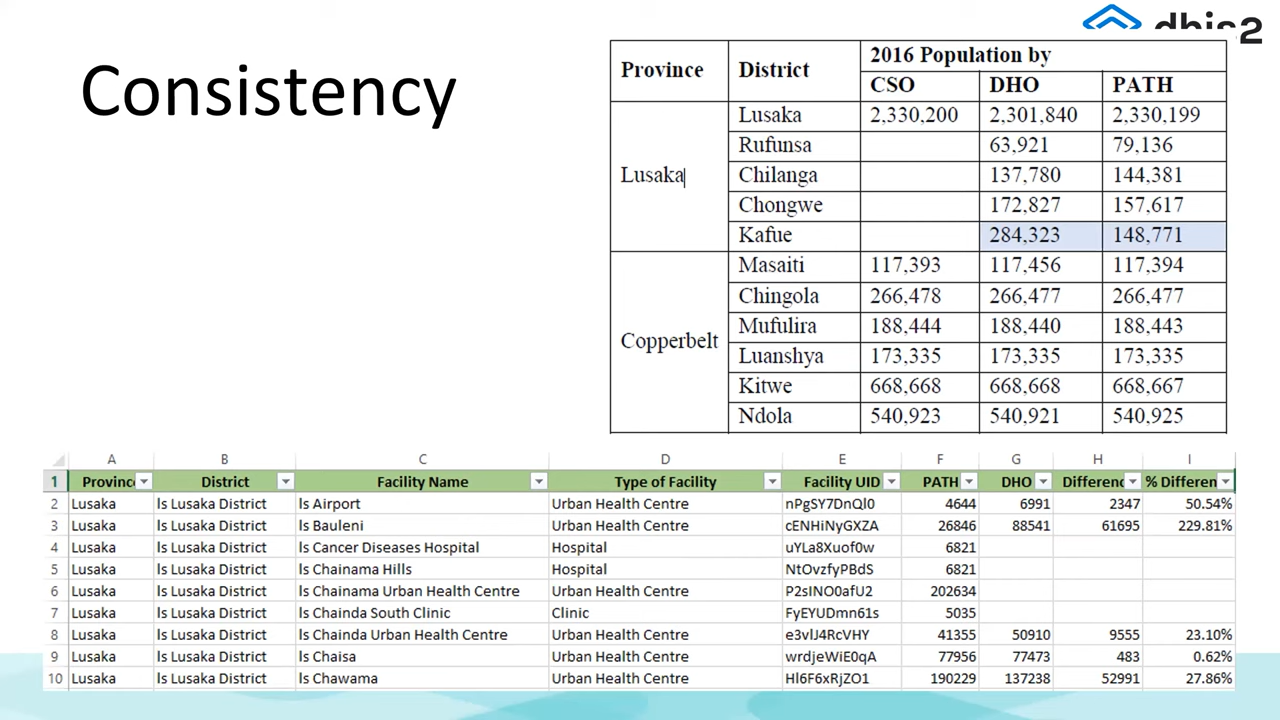 Consistency
dhis2
Province District 2016 Population by
CSO DHO PATH
Lusaka Lusaka 2,330,200 2,301,840 2,330,199
Rufunsa 63,921 79,136
Chilanga 137,780 144,381
Chongwe 172,827 157,617
Kafue 284,323 148,771
Copperbelt Masaiti 117,393 117,456 117,394
Chingola 266,478 266,477 266,477
Mufulira 188,444 188,440 188,443
Luanshya 173,335 173,335 173,335
Kitwe 668,668 668,668 668,667
Ndola 540,923 540,921 540,925
A B C D E F G H I
1 Provinc District Facility Name Type of Facility Facility UID PATH DHO Differenc % Differen
2 Lusaka ls Lusaka District ls Airport Urban Health Centre nPgSY7DnQl0 4644 6991 2347 50.54%
3 Lusaka ls Lusaka District ls Bauleni Urban Health Centre cENHiNyGXZA 26846 88541 61695 229.81%
4 Lusaka ls Lusaka District ls Cancer Diseases Hospital Hospital uYLa8Xuof0w 6821
5 Lusaka ls Lusaka District ls Chainama Hills Hospital NtOvzfyPBdS 6821
6 Lusaka ls Lusaka District ls Chainama Urban Health Centre Urban Health Centre P2sINO0afU2 202634
7 Lusaka ls Lusaka District ls Chainda South Clinic Clinic FyEYUDmn61s 5035
8 Lusaka ls Lusaka District ls Chainda Urban Health Centre Urban Health Centre e3vlJ4RcVHY 41355 50910 9555 23.10%
9 Lusaka ls Lusaka District ls Chaisa Urban Health Centre wrdjeWiE0qA 77956 77473 483 0.62%
10 Lusaka ls Lusaka District ls Chawama Urban Health Centre Hl6F6xRjZO1 190229 137238 52991 27.86%